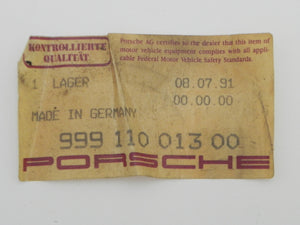 KONTROLLIERTE
QUALITÄT
Porsche AG certifies to the dealer that this item of
motor vehicle equipment complies with all appli-
cable Federal Motor Vehicle Safety Standards.
1 LAGER
08.07.91
00.00.00
MADE IN GERMANY
999 110 013 00
PORSCHE